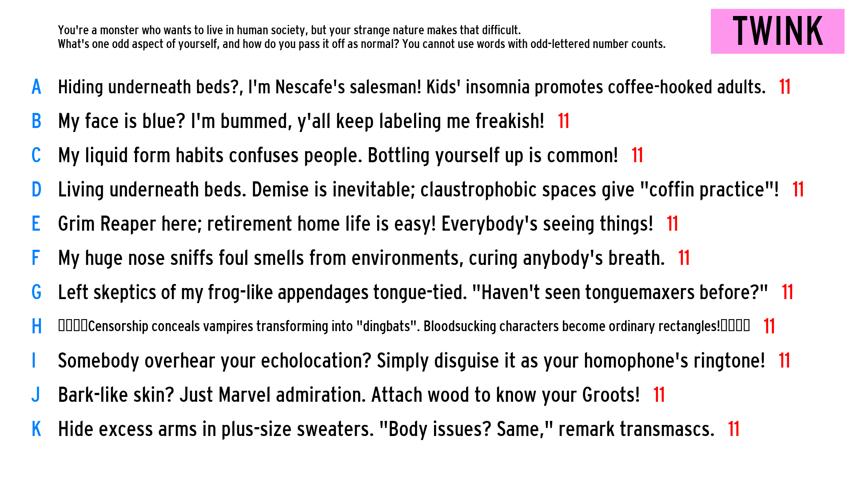 You're a monster who wants to live in human society, but your strange nature makes that difficult.
What's one odd aspect of yourself, and how do you pass it off as normal? You cannot use words with odd-lettered number counts.
TWINK
A Hiding underneath beds?, I'm Nescafe's salesman! Kids' insomnia promotes coffee-hooked adults. 11
B My face is blue? I'm bummed, y'all keep labeling me freakish! 11
C My liquid form habits confuses people. Bottling yourself up is common! 11
D Living underneath beds. Demise is inevitable; claustrophobic spaces give "coffin practice"! 11
E Grim Reaper here; retirement home life is easy! Everybody's seeing things! 11
F My huge nose sniffs foul smells from environments, curing anybody's breath. 11
G Left skeptics of my frog-like appendages tongue-tied. "Haven't seen tonguemaxers before?" 11
H ▯▯▯▯Censorship conceals vampires transforming into "dingbats". Bloodsucking characters become ordinary rectangles!▯▯▯▯ 11
I Somebody overhear your echolocation? Simply disguise it as your homophone's ringtone! 11
J Bark-like skin? Just Marvel admiration. Attach wood to know your Groots! 11
K Hide excess arms in plus-size sweaters. "Body issues? Same," remark transmascs. 11